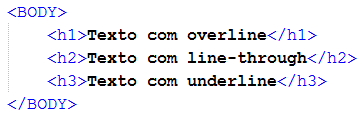 <BODY>
<h1>Texto com overline</h1>
<h2>Texto com line-through</h2>
<h3>Texto com underline</h3>
</BODY>